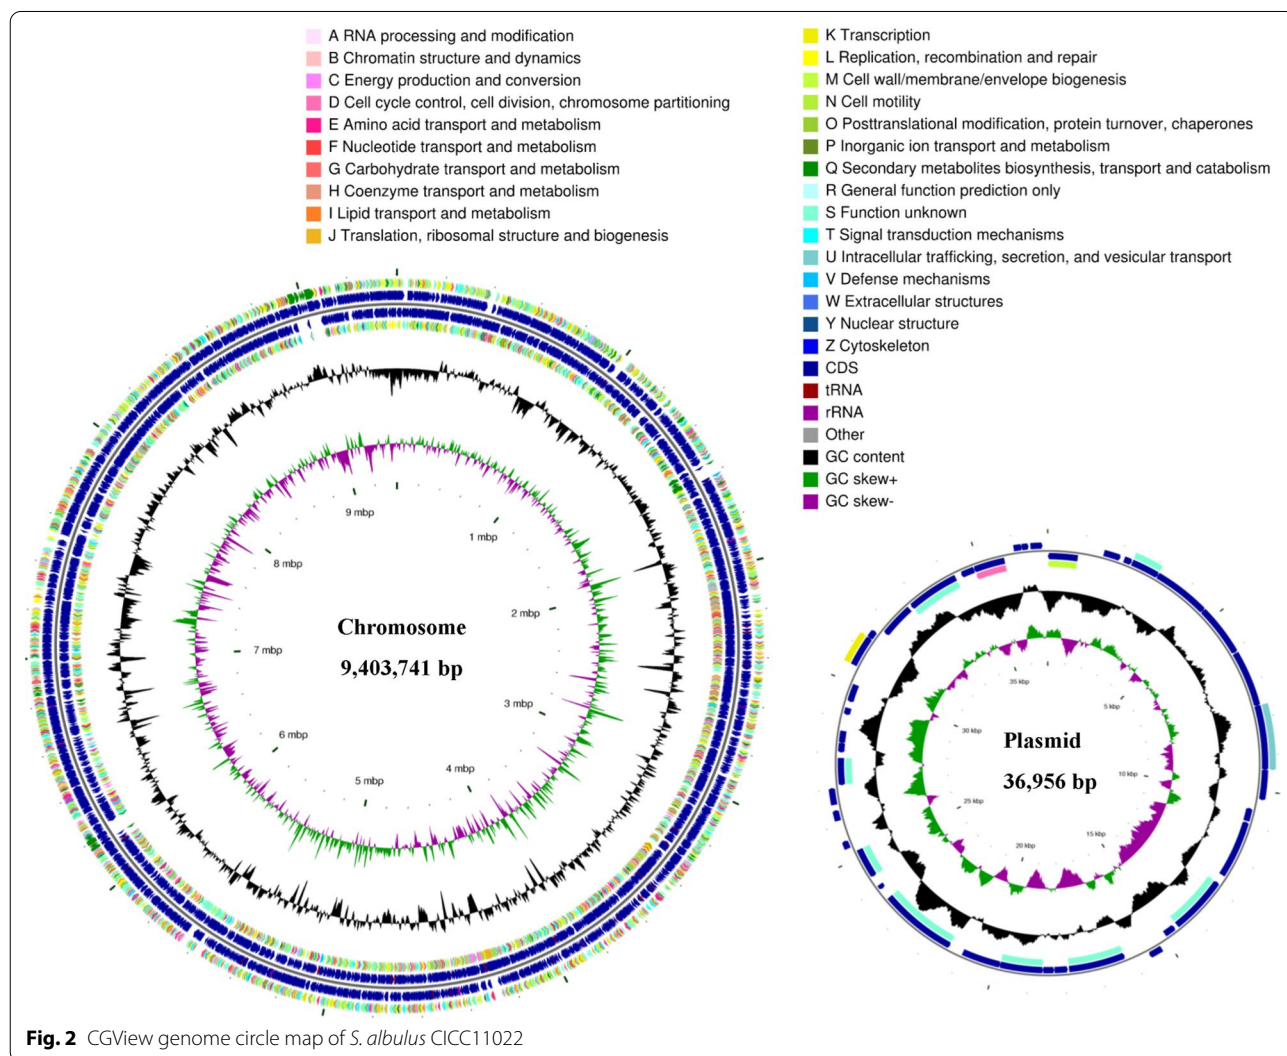 A RNA processing and modification
B Chromatin structure and dynamics
C Energy production and conversion
D Cell cycle control, cell division, chromosome partitioning
E Amino acid transport and metabolism
F Nucleotide transport and metabolism
G Carbohydrate transport and metabolism
H Coenzyme transport and metabolism
I Lipid transport and metabolism
J Translation, ribosomal structure and biogenesis
K Transcription
L Replication, recombination and repair
M Cell wall/membrane/envelope biogenesis
N Cell motility
O Posttranslational modification, protein turnover, chaperones
P Inorganic ion transport and metabolism
Q Secondary metabolites biosynthesis, transport and catabolism
R General function prediction only
S Function unknown
T Signal transduction mechanisms
U Intracellular trafficking, secretion, and vesicular transport
V Defense mechanisms
W Extracellular structures
Y Nuclear structure
Z Cytoskeleton
CDS
tRNA
rRNA
Other
GC content
GC skew+
GC skew-
9 mbp
1 mbp
8 mbp
2 mbp
7 mbp
3 mbp
6 mbp
4 mbp
5 mbp
Chromosome
9,403,741 bp
35 kbp
5 kbp
30 kbp
10 kbp
25 kbp
15 kbp
20 kbp
Plasmid
36,956 bp
Fig. 2 CGView genome circle map of S. albulus CICC11022